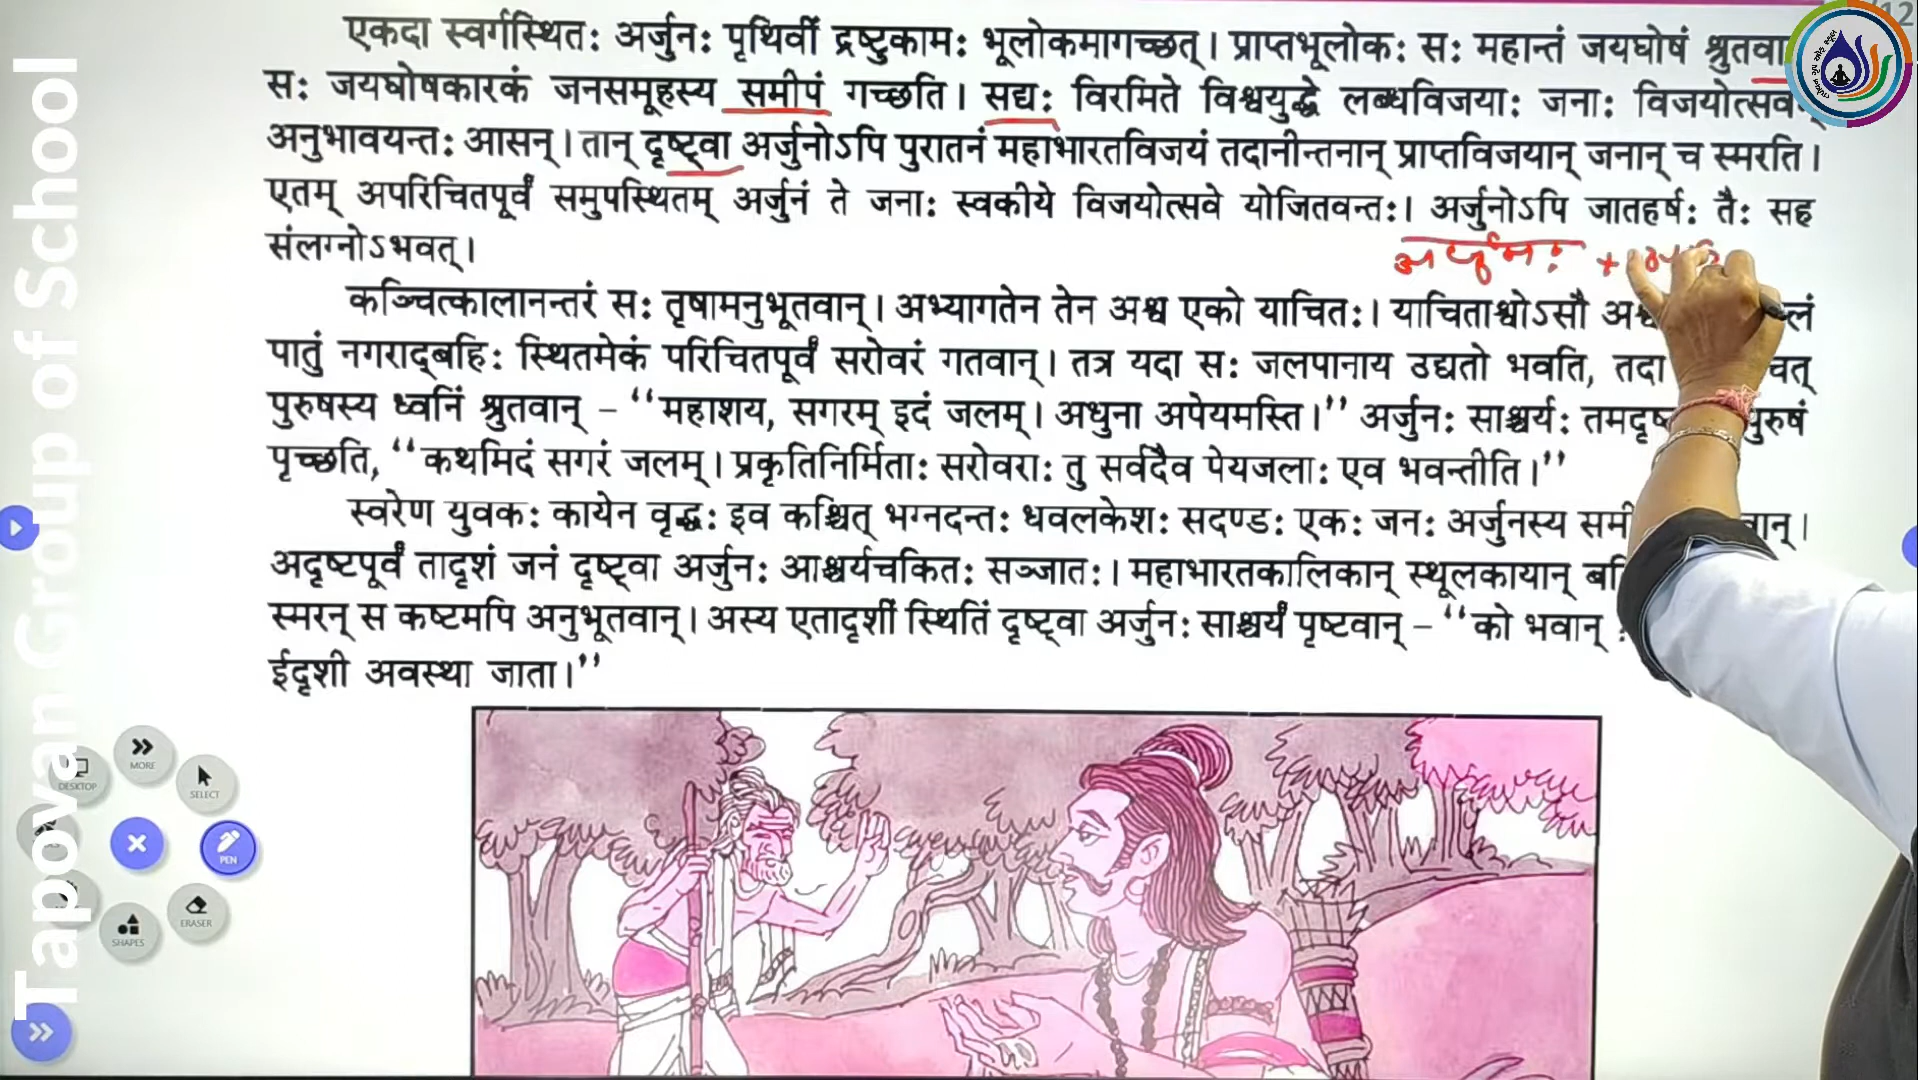 एकदा स्वर्गस्थितः अर्जुनः पृथिवीं द्रष्टुकामः भूलोकमागच्छत्। प्राप्तभूलोकः सः महान्तं जयघोषं
सः जयघोषकारकं जनसमूहस्य समीपं गच्छति। सद्यः विरमिते विश्वयुद्धे लब्धविजयाः जनाः
अनुभावयन्तः आसन्। तान् दृष्ट्वा अर्जुनोऽपि पुरातनं महाभारतविजयं तदानीन्तनान् प्राप्तविजयान् जनान् च स्मरति।
एतम् अपरिचितपूर्वं समुपस्थितम् अर्जुनं ते जनाः स्वकीये विजयोत्सवे योजितवन्तः। अर्जुनोऽपि जातहर्षः तैः सह
संलग्नोऽभवत्।
अर्जुनः +
कञ्चित्कालानन्तरं सः तृषामनुभूतवान्। अभ्यागतेन तेन अश्व एको याचितः। याचिताश्वोऽसौ
पातुं नगराद्बहिः स्थितमेकं परिचितपूर्वं सरोवरं गतवान्। तत्र यदा सः जलपानाय उद्यतो भवति, तदा
पुरुषस्य ध्वनिं श्रुतवान् – “महाशय, सगरम् इदं जलम्। अधुना अपेयमस्ति।” अर्जुनः साश्चर्यः
पृच्छति, “कथमिदं सगरं जलम्। प्रकृतिनिर्मिताः सरोवराः तु सर्वदैव पेयजलाः एव भवन्तीति।”
स्वरेण युवकः कायेन वृद्धः इव कश्चित् भग्नदन्तः धवलकेशः सदण्डः एकः जनः अर्जुनस्य
अदृष्टपूर्वं तादृशं जनं दृष्ट्वा अर्जुनः आश्चर्यचकितः सञ्जातः। महाभारतकालिकान् स्थूलकायान्
स्मरन् स कष्टमपि अनुभूतवान्। अस्य एतादृशीं स्थितिं दृष्ट्वा अर्जुनः साश्चर्यं पृष्टवान् – “को भवान्
ईदृशी अवस्था जाता।”
Tapovan Group of School
MORE
DESKTOP
SELECT
PEN
ERASER
SHAPES